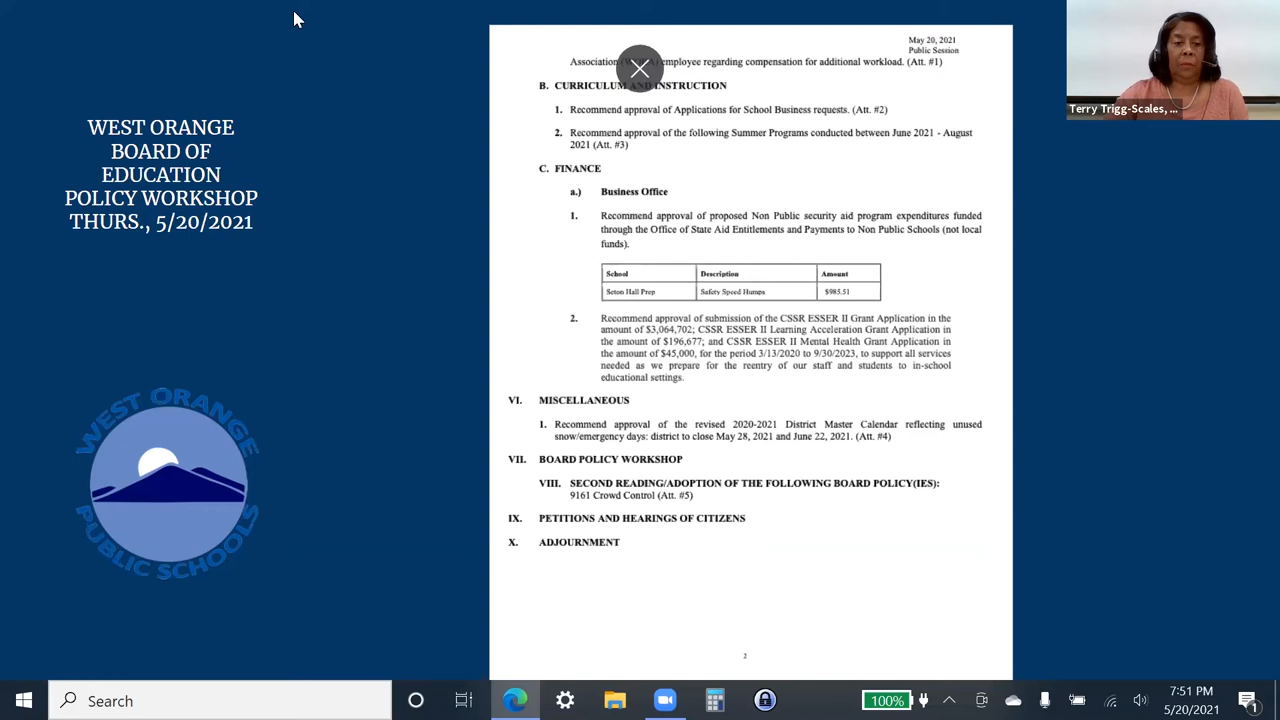 WEST ORANGE
BOARD OF
EDUCATION
POLICY WORKSHOP
THURS., 5/20/2021
WEST ORANGE
PUBLIC SCHOOLS
May 20, 2021
Public Session
Association employee regarding compensation for additional workload. (Att. #1)
B. CURRICULUM AND INSTRUCTION
1. Recommend approval of Applications for School Business requests. (Att. #2)
2. Recommend approval of the following Summer Programs conducted between June 2021 - August
2021 (Att. #3)
C. FINANCE
a.) Business Office
1. Recommend approval of proposed Non Public security aid program expenditures funded
through the Office of State Aid Entitlements and Payments to Non Public Schools (not local
funds).
School Description Amount
Seton Hall Prep Safety Speed Humps $985.51
2. Recommend approval of submission of the CSSR ESSER II Grant Application in the
amount of $3,064,702; CSSR ESSER II Learning Acceleration Grant Application in
the amount of $196,677; and CSSR ESSER II Mental Health Grant Application in
the amount of $45,000, for the period 3/13/2020 to 9/30/2023, to support all services
needed as we prepare for the reentry of our staff and students to in-school
educational settings.
VI. MISCELLANEOUS
1. Recommend approval of the revised 2020-2021 District Master Calendar reflecting unused
snow/emergency days: district to close May 28, 2021 and June 22, 2021. (Att. #4)
VII. BOARD POLICY WORKSHOP
VIII. SECOND READING/ADOPTION OF THE FOLLOWING BOARD POLICY(IES):
9161 Crowd Control (Att. #5)
IX. PETITIONS AND HEARINGS OF CITIZENS
X. ADJOURNMENT
2
Terry Trigg-Scales, ...
Search
100%
7:51 PM
5/20/2021
1